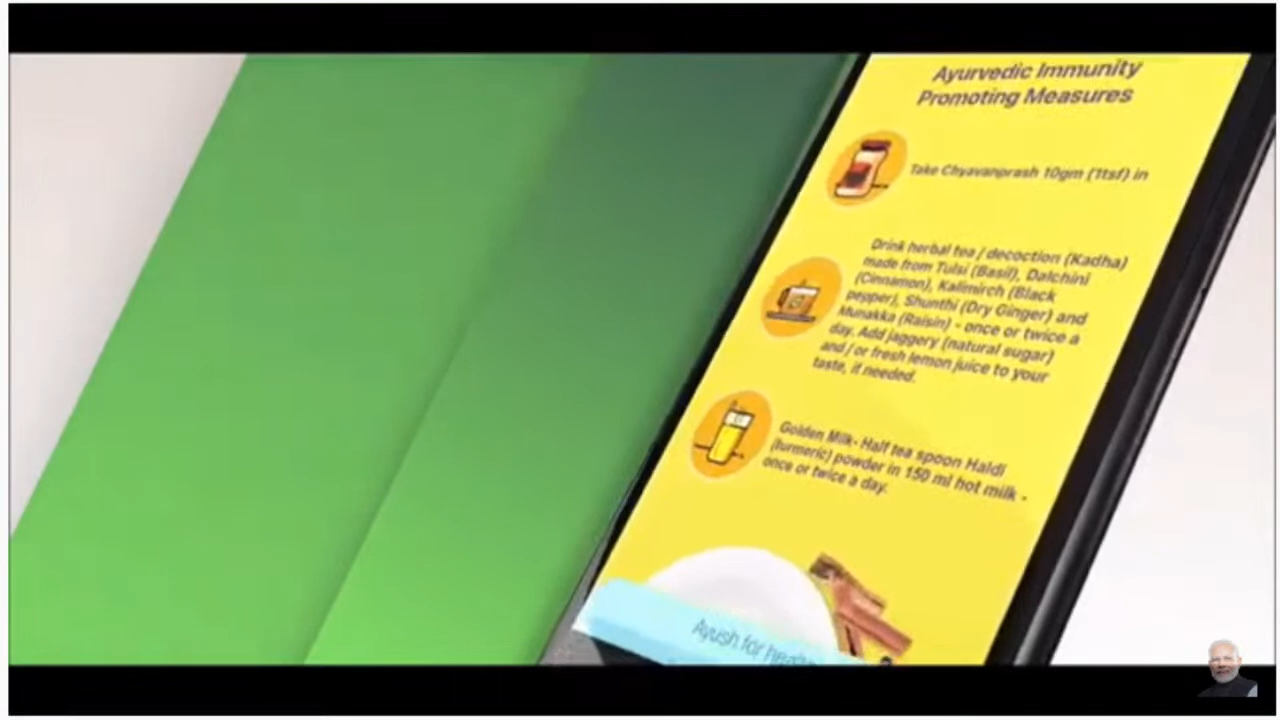 Ayurvedic Immunity
Promoting Measures
Take Chyavanprash 10gm (1tsf) in
Drink herbal tea / decoction (Kadha)
made from Tulsi (Basil), Dalchini
(Cinnamon), Kalimirch (Black
pepper), Shunthi (Dry Ginger) and
Munakka (Raisin) - once or twice a
day. Add jaggery (natural sugar)
and / or fresh lemon juice to your
taste, if needed.
Golden Milk- Half tea spoon Haldi
(turmeric) powder in 150 ml hot milk -
once or twice a day.
Ayush for